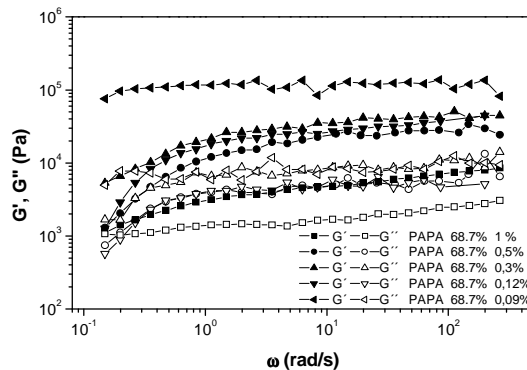 10⁶
10⁵
10⁴
10³
10²
G', G'' (Pa)
G´ G´´ PAPA 68.7% 1 %
G´ G´´ PAPA 68.7% 0,5%
G´ G´´ PAPA 68.7% 0,3%
G´ G´´ PAPA 68.7% 0,12%
G´ G´´ PAPA 68.7% 0,09%
10⁻¹ 10⁰ 10¹ 10²
ω (rad/s)